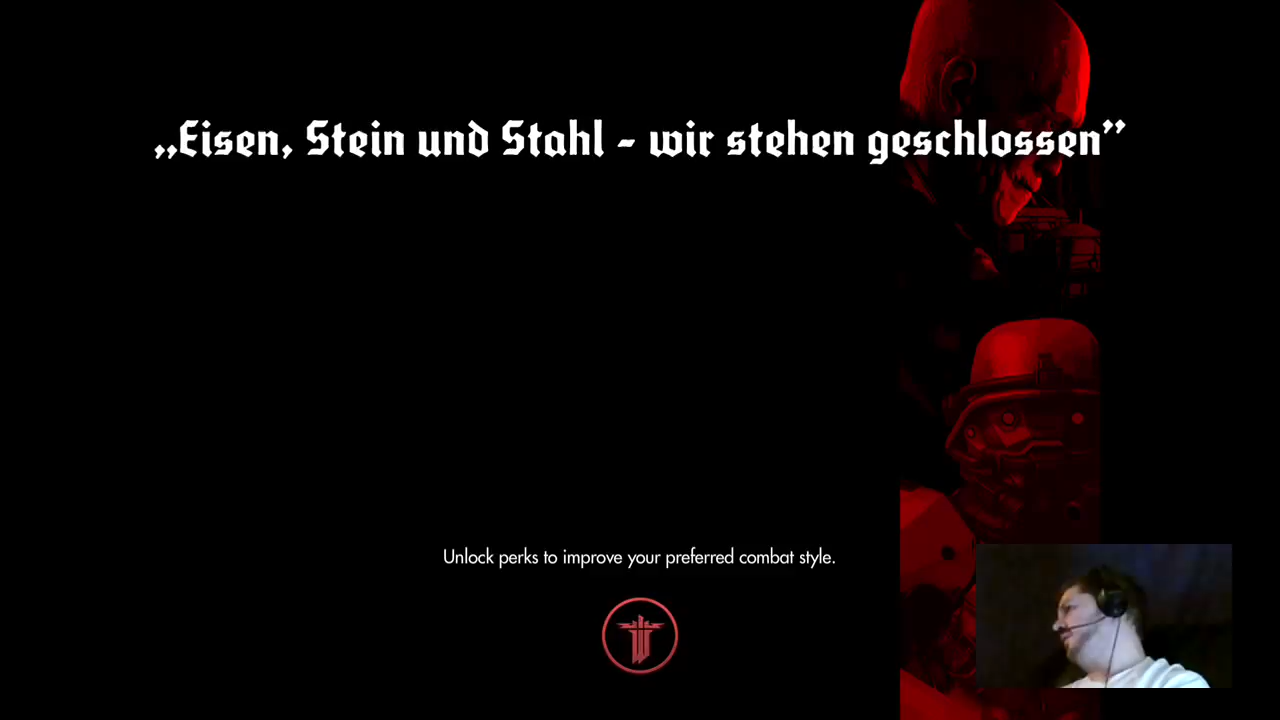 „Eisen, Stein und Stahl - wir stehen geschlossen”
Unlock perks to improve your preferred combat style.